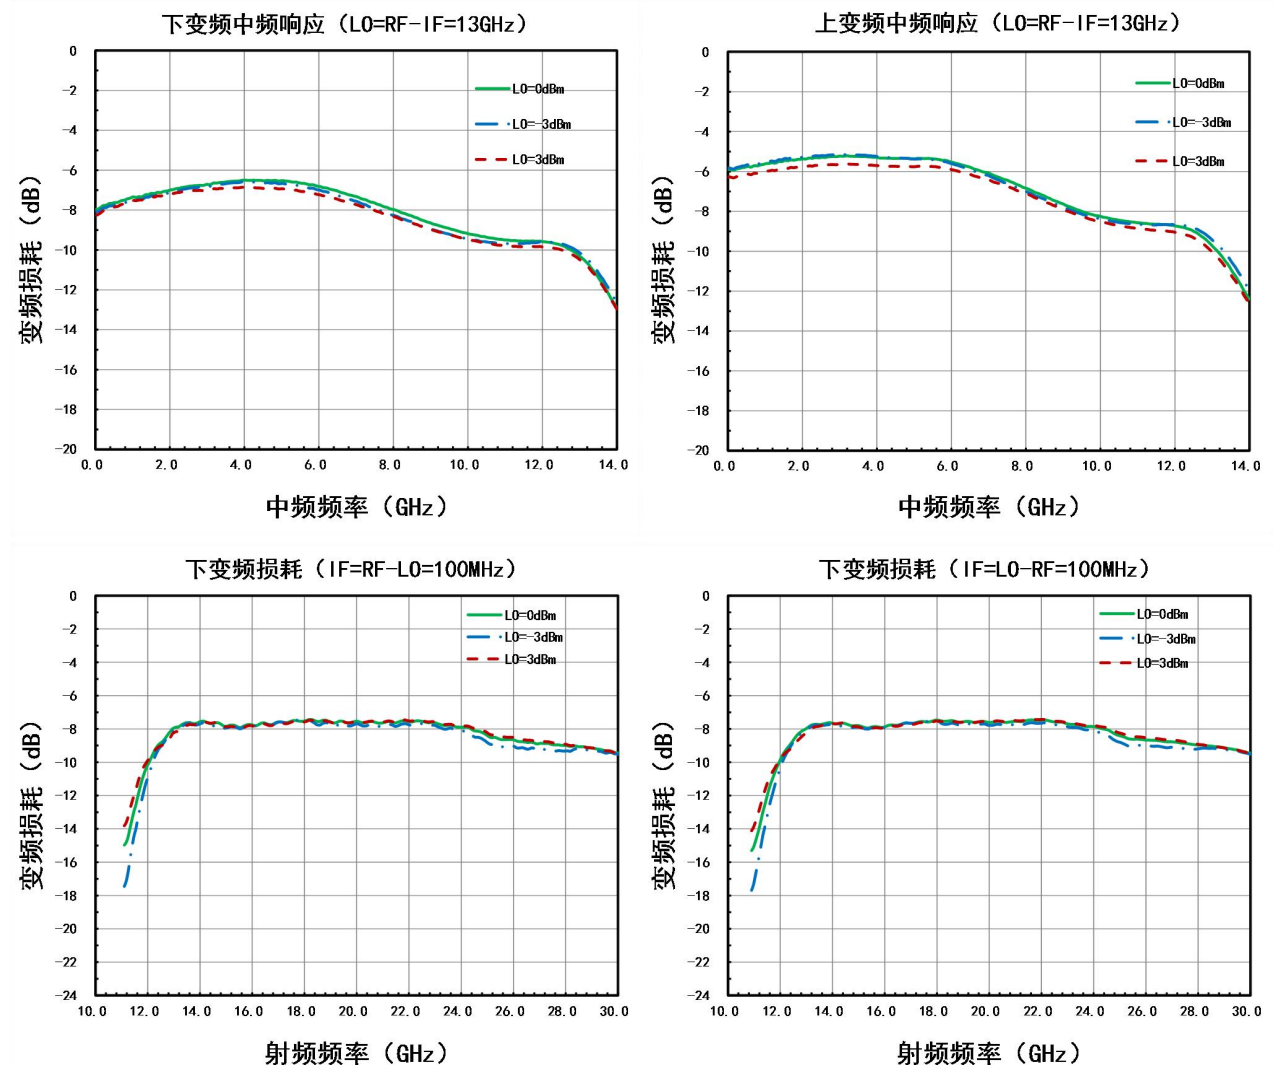 下变频中频响应（LO=RF-IF=13GHz）
0
-2
-4
-6
-8
-10
-12
-14
-16
-18
-20
LO=0dBm
LO=-3dBm
LO=3dBm
变频损耗（dB）
0.0 2.0 4.0 6.0 8.0 10.0 12.0 14.0
中频频率（GHz）
上变频中频响应（LO=RF-IF=13GHz）
0
-2
-4
-6
-8
-10
-12
-14
-16
-18
-20
LO=0dBm
LO=-3dBm
LO=3dBm
变频损耗（dB）
0.0 2.0 4.0 6.0 8.0 10.0 12.0 14.0
中频频率（GHz）
下变频损耗（IF=RF-LO=100MHz）
0
-2
-4
-6
-8
-10
-12
-14
-16
-18
-20
-22
-24
LO=0dBm
LO=-3dBm
LO=3dBm
变频损耗（dB）
10.0 12.0 14.0 16.0 18.0 20.0 22.0 24.0 26.0 28.0 30.0
射频频率（GHz）
下变频损耗（IF=LO-RF=100MHz）
0
-2
-4
-6
-8
-10
-12
-14
-16
-18
-20
-22
-24
LO=0dBm
LO=-3dBm
LO=3dBm
变频损耗（dB）
10.0 12.0 14.0 16.0 18.0 20.0 22.0 24.0 26.0 28.0 30.0
射频频率（GHz）